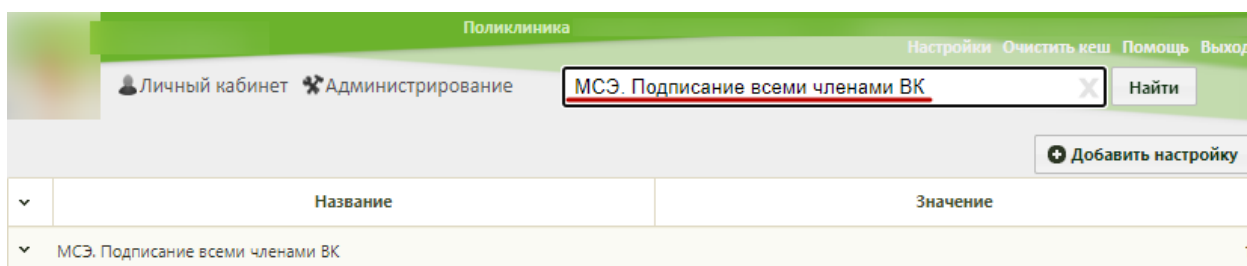 Поликлиника
Настройки Очистить кеш Помощь Выход
Личный кабинет Администрирование МСЭ. Подписание всеми членами ВК Найти
Добавить настройку
Название Значение
МСЭ. Подписание всеми членами ВК